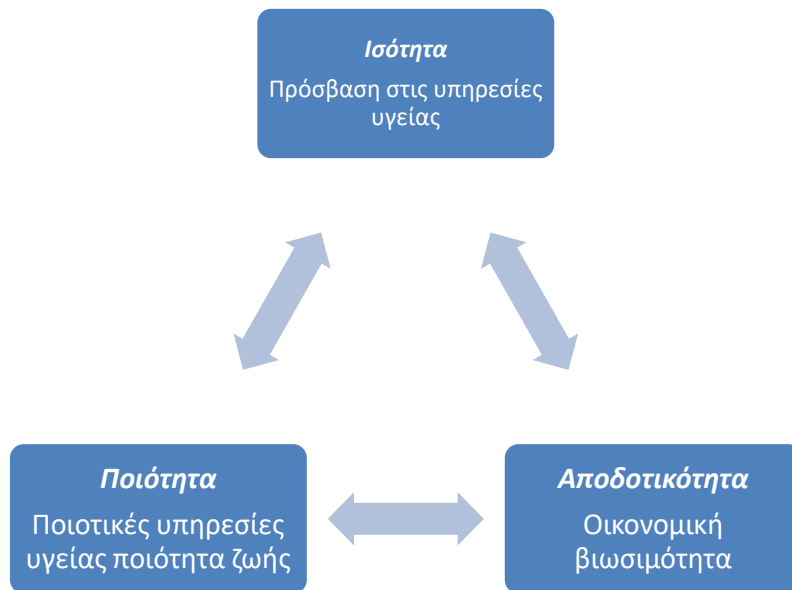 Ισότητα
Πρόσβαση στις υπηρεσίες
υγείας
Ποιότητα
Ποιοτικές υπηρεσίες
υγείας ποιότητα ζωής
Αποδοτικότητα
Οικονομική
βιωσιμότητα